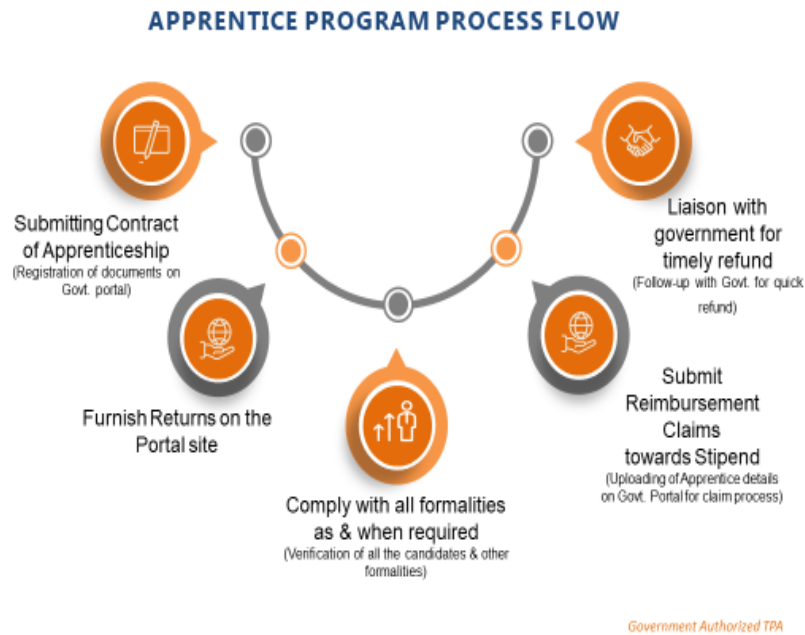 APPRENTICE PROGRAM PROCESS FLOW
Submitting Contract
of Apprenticeship
(Registration of documents on
Govt. portal)
Furnish Returns on the
Portal site
Comply with all formalities
as & when required
(Verification of all the candidates & other
formalities)
Submit
Reimbursement
Claims
towards Stipend
(Uploading of Apprentice details
on Govt. Portal for claim process)
Liaison with
government for
timely refund
(Follow-up with Govt. for quick
refund)
Government Authorized TPA